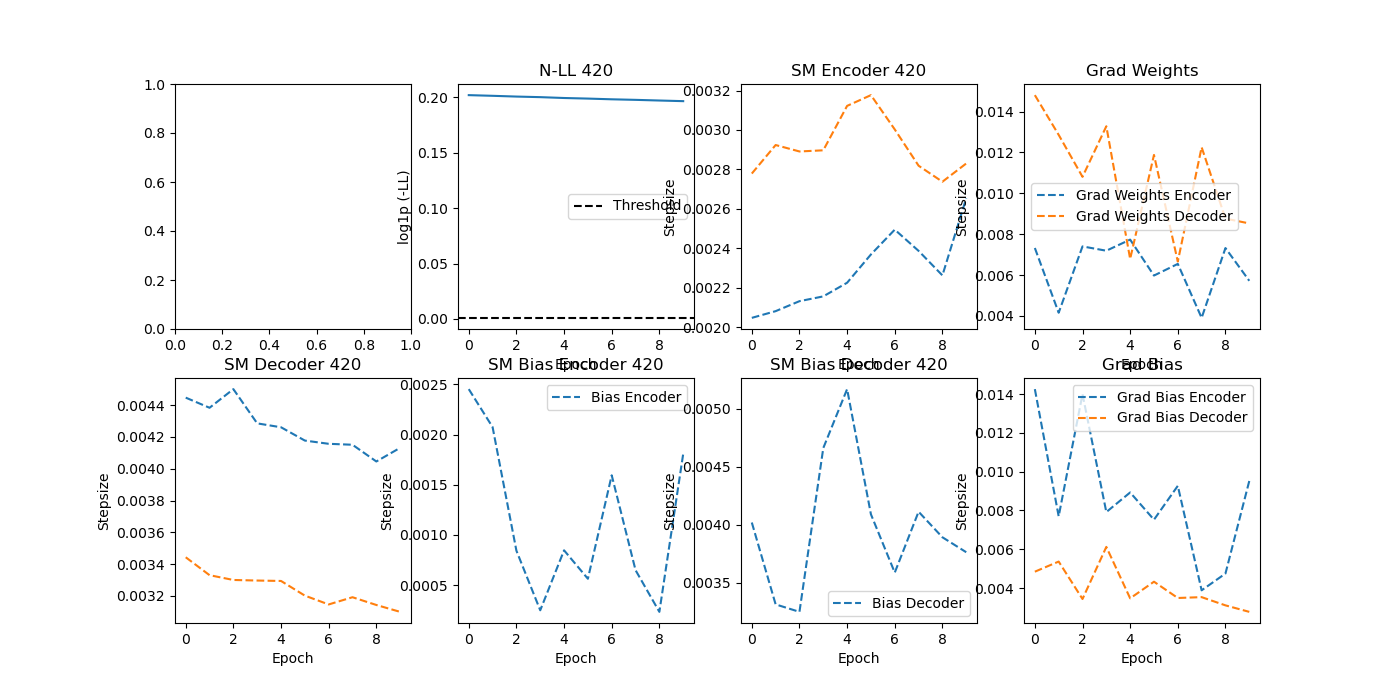 1.0
0.8
0.6
0.4
0.2
0.0
0.0 0.2 0.4 0.6 0.8 1.0
N-LL 420
log1p (-LL)
0.20
0.15
0.10
0.05
0.00
Threshold
0 2 4 6 8
Epoch
SM Encoder 420
Stepsize
0.0032
0.0030
0.0028
0.0026
0.0024
0.0022
0.0020
0 2 4 6 8
Epoch
Grad Weights
Stepsize
0.014
0.012
0.010
0.008
0.006
0.004
Grad Weights Encoder
Grad Weights Decoder
0 2 4 6 8
Epoch
SM Decoder 420
Stepsize
0.0044
0.0042
0.0040
0.0038
0.0036
0.0034
0.0032
0 2 4 6 8
Epoch
SM Bias Encoder 420
Stepsize
0.0025
0.0020
0.0015
0.0010
0.0005
Bias Encoder
0 2 4 6 8
Epoch
SM Bias Decoder 420
Stepsize
0.0050
0.0045
0.0040
0.0035
Bias Decoder
0 2 4 6 8
Epoch
Grad Bias
Stepsize
0.014
0.012
0.010
0.008
0.006
0.004
Grad Bias Encoder
Grad Bias Decoder
0 2 4 6 8
Epoch